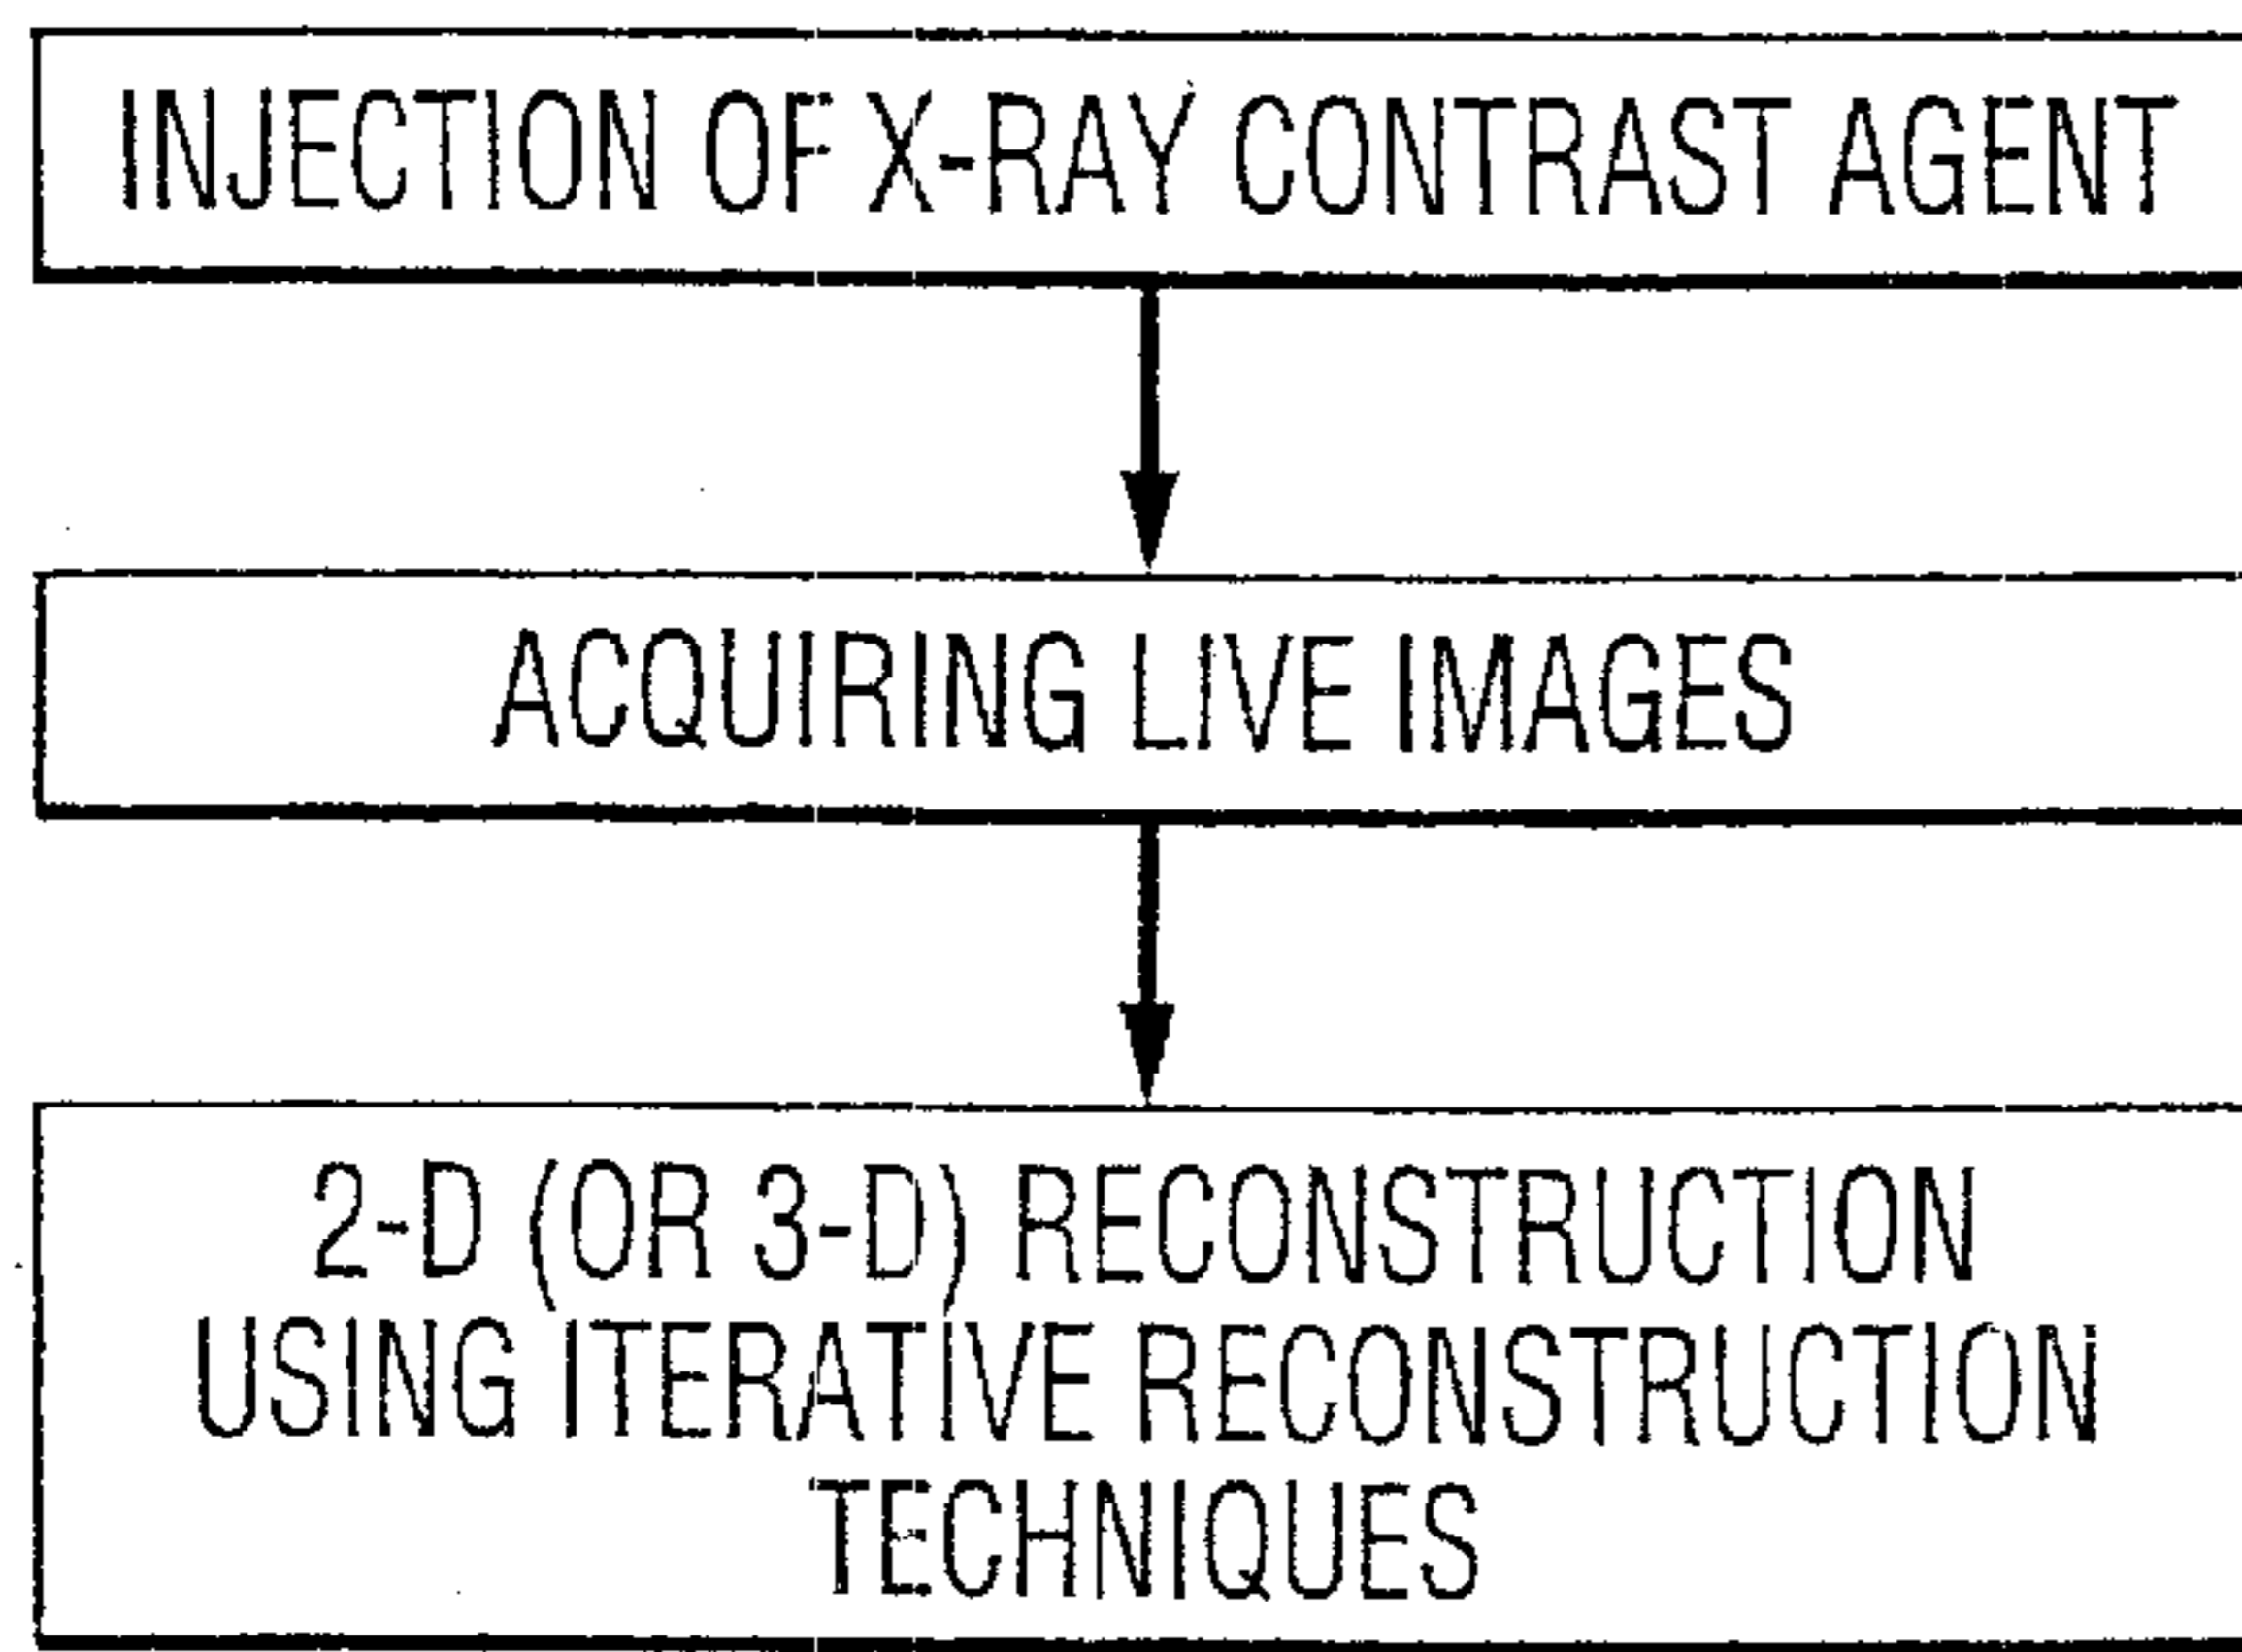 INJECTION OF X-RAY CONTRAST AGENT
ACQUIRING LIVE IMAGES
2-D (OR 3-D) RECONSTRUCTION
USING ITERATIVE RECONSTRUCTION
TECHNIQUES